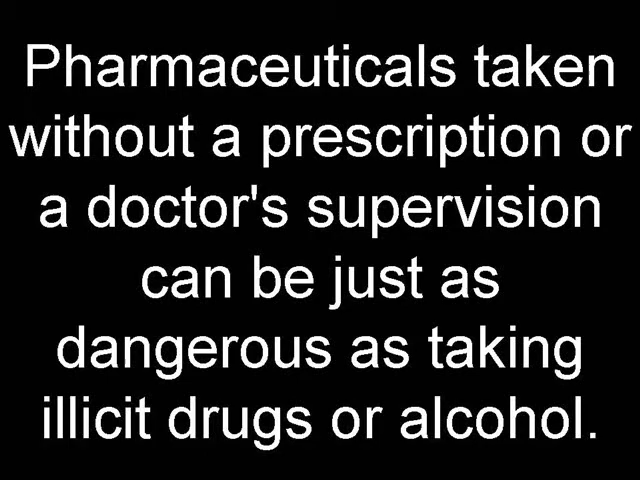 Pharmaceuticals taken
without a prescription or
a doctor's supervision
can be just as
dangerous as taking
illicit drugs or alcohol.